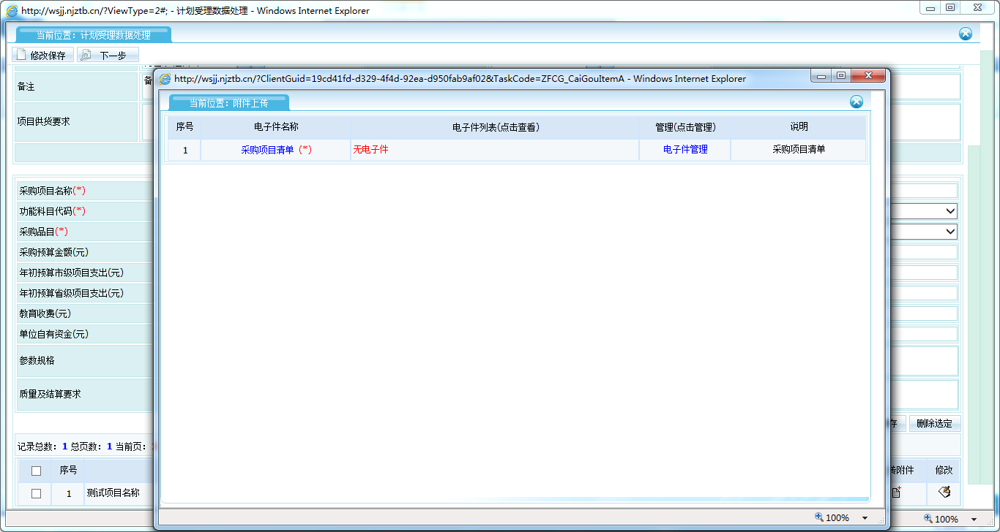 http://wsjj.njztb.cn/?ViewType=2#; - 计划受理数据处理 - Windows Internet Explorer
当前位置：计划受理数据处理
修改保存 下一步
备注 备
项目供货要求
采购项目名称(*)
功能科目代码(*)
采购品目(*)
采购预算金额(元)
年初预算市级项目支出(元)
年初预算省级项目支出(元)
教育收费(元)
单位自有资金(元)
参数规格
质量及结算要求
存 删除选定
记录总数：1 总页数：1 当前页：
序号 传附件 修改
1 测试项目名称
100%
http://wsjj.njztb.cn/?ClientGuid=19cd41fd-d329-4f4d-92ea-d950fab9af02&TaskCode=ZFCG_CaiGouItemA - Windows Internet Explorer
当前位置：附件上传
序号 电子件名称 电子件列表(点击查看) 管理(点击管理) 说明
1 采购项目清单 (*) 无电子件 电子件管理 采购项目清单
100%